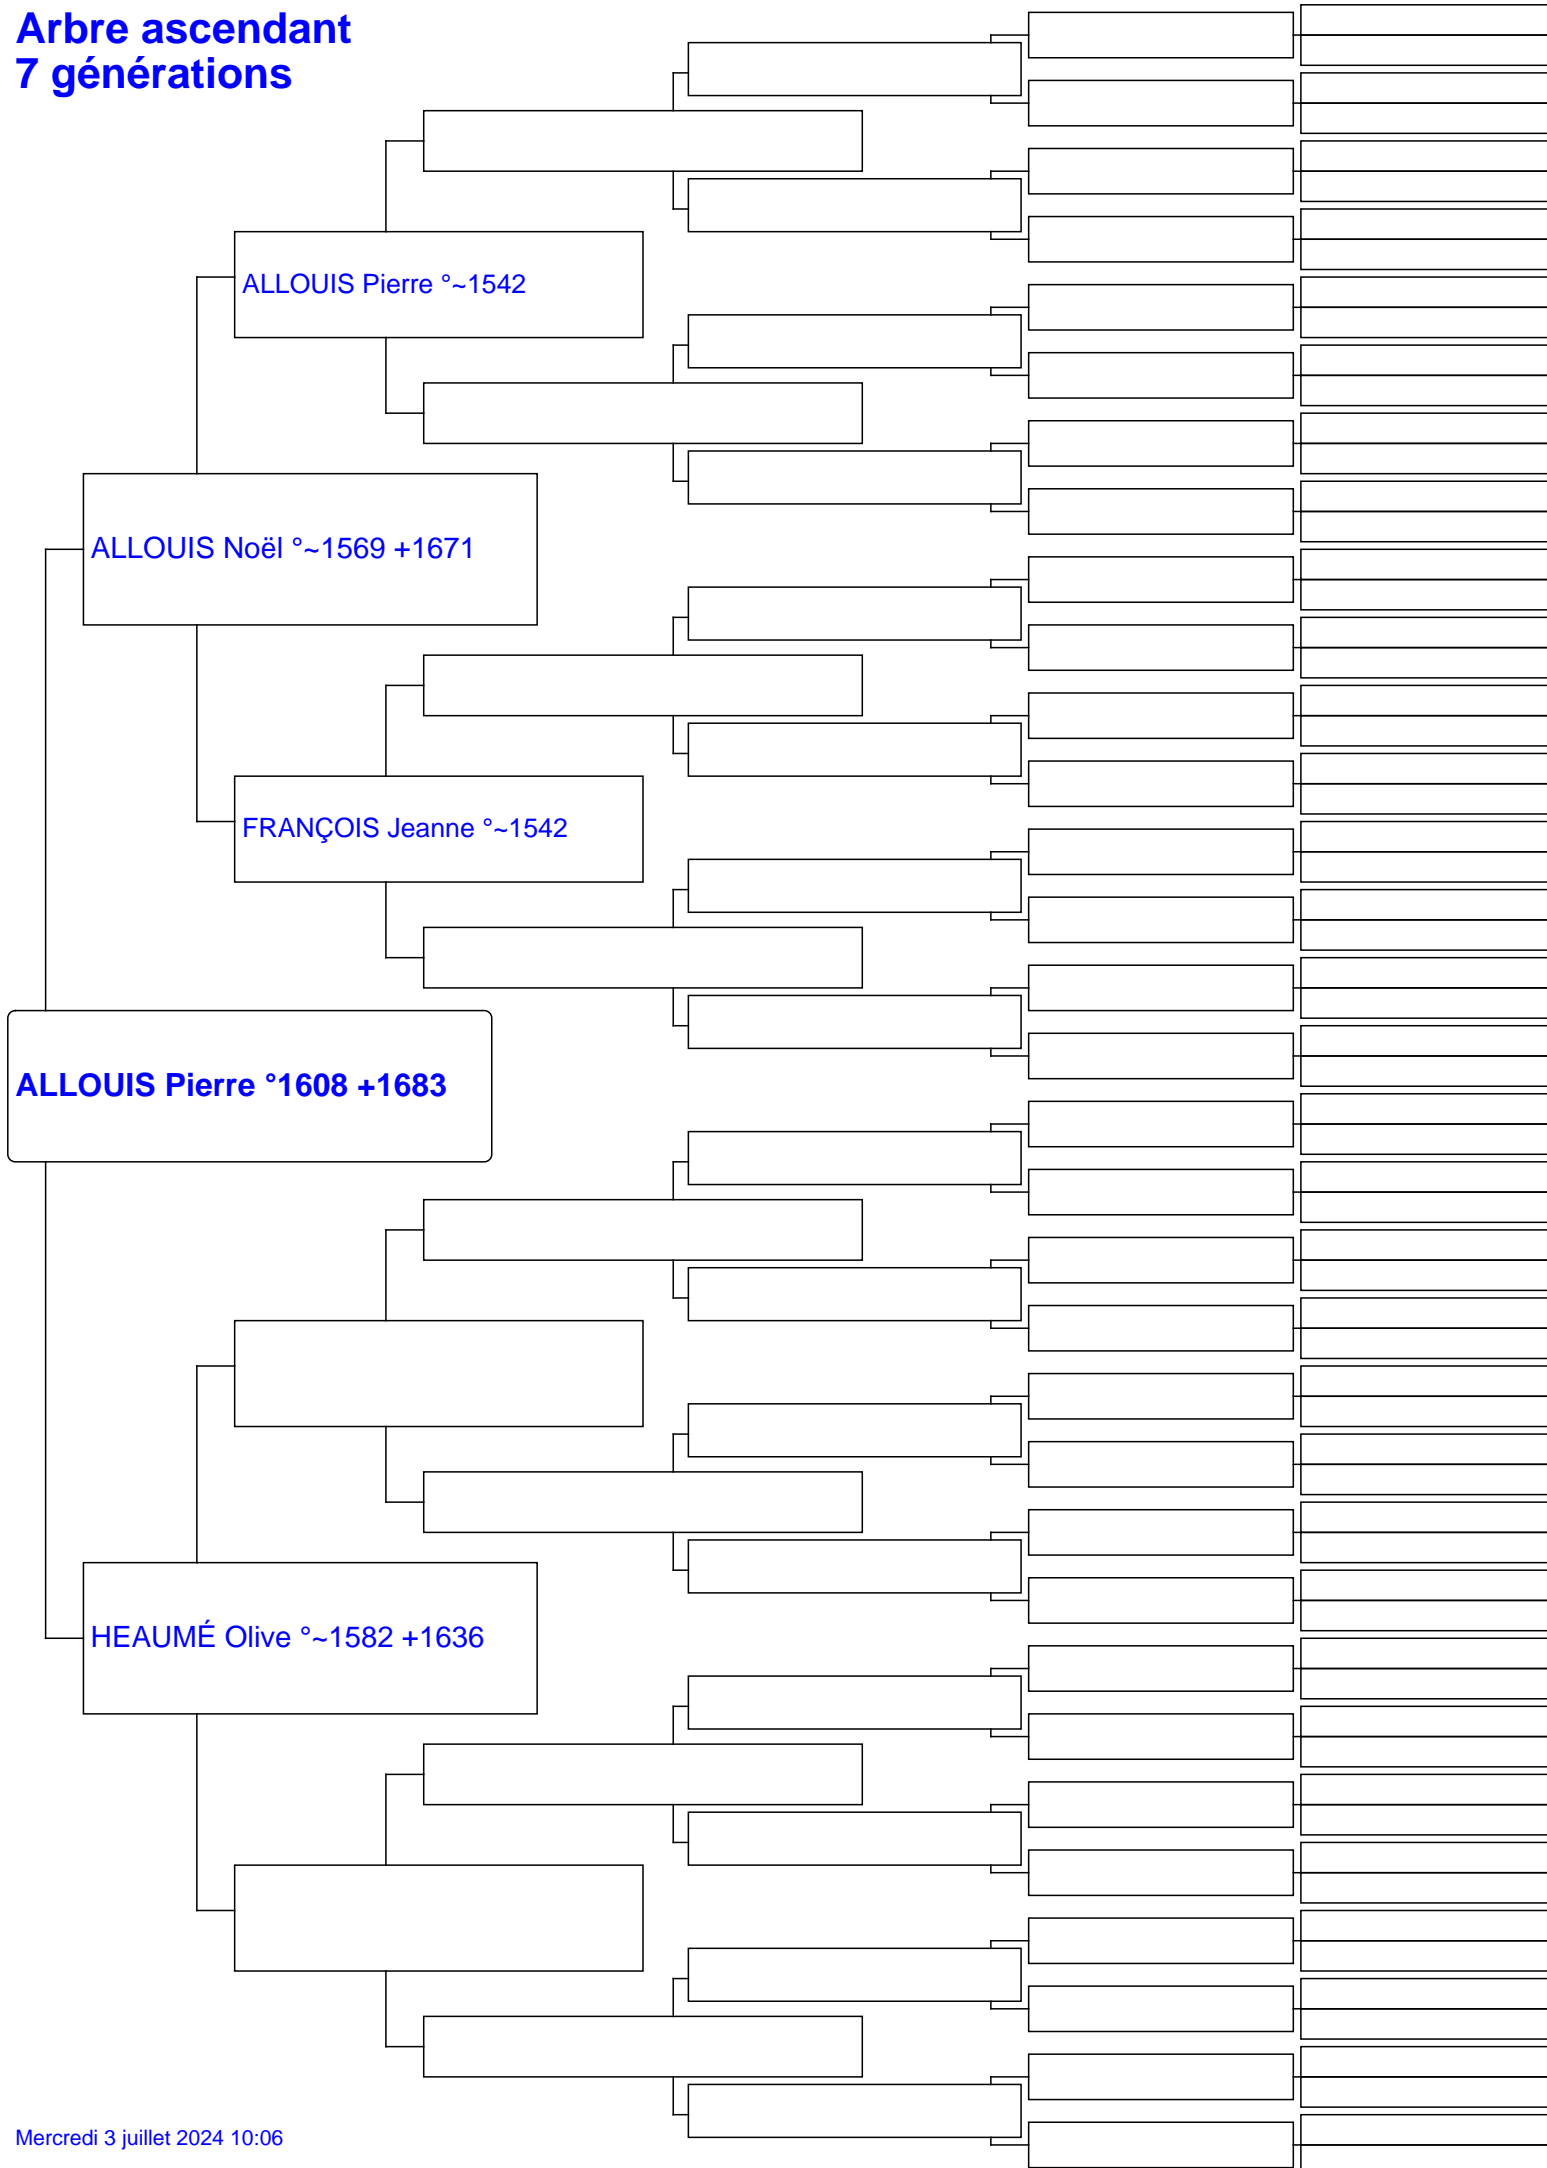 Arbre ascendant
7 générations
ALLOUIS Pierre °~1542
ALLOUIS Noël °~1569 +1671
FRANÇOIS Jeanne °~1542
ALLOUIS Pierre °1608 +1683
HEAUMÉ Olive °~1582 +1636
Mercredi 3 juillet 2024 10:06